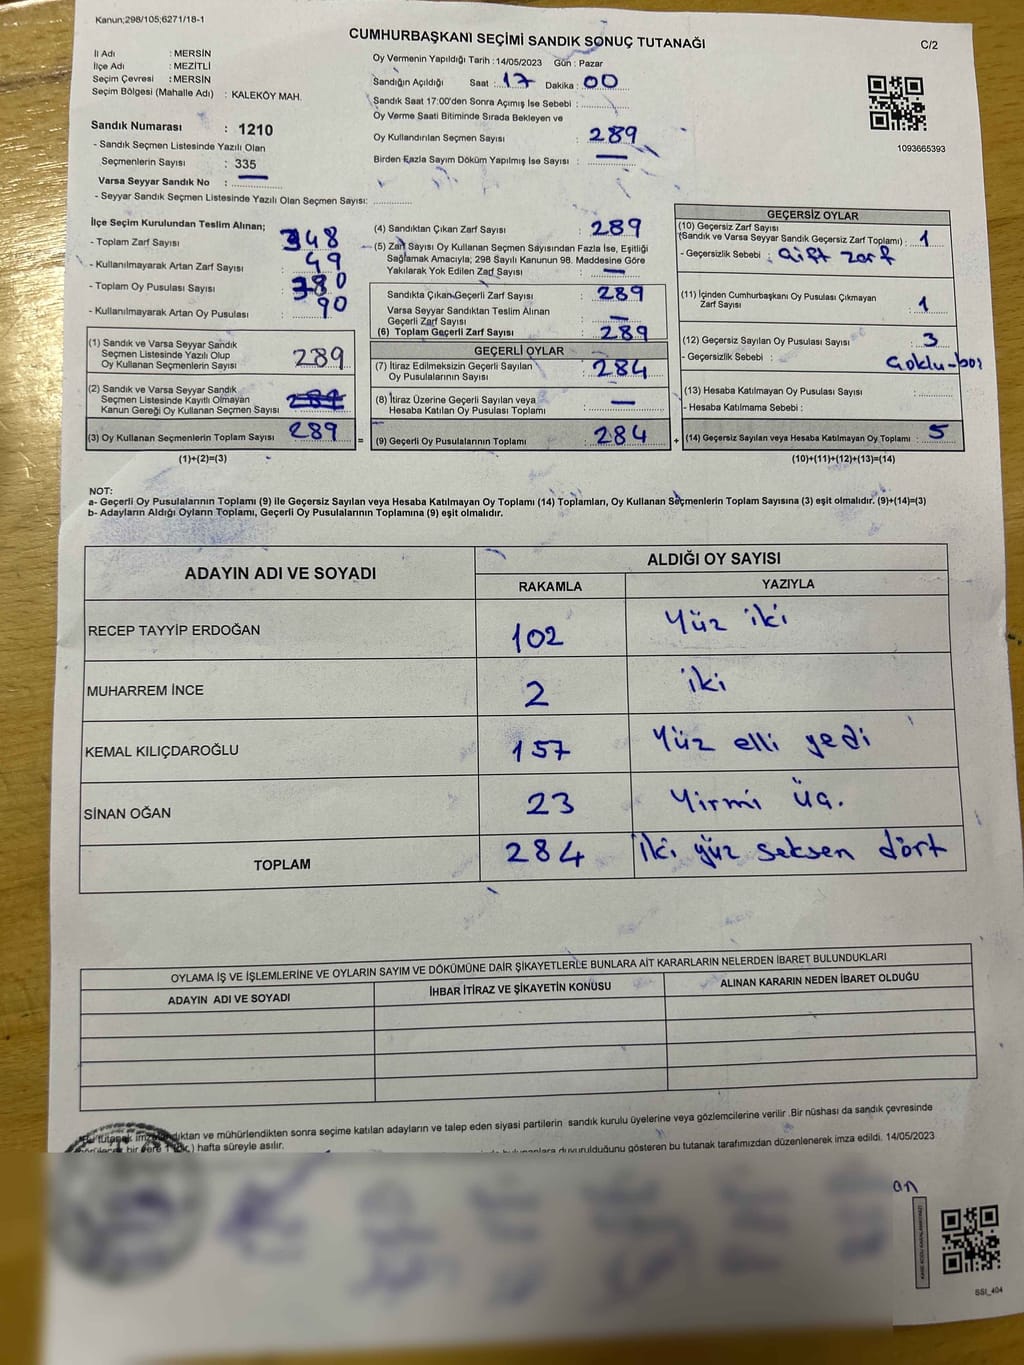 Kanun;298/105;6271/18-1
CUMHURBAŞKANI SEÇİMİ SANDIK SONUÇ TUTANAĞI
C/2
İl Adı : MERSİN
İlçe Adı : MEZİTLİ
Seçim Çevresi : MERSİN
Seçim Bölgesi (Mahalle Adı) : KALEKÖY MAH.
Oy Vermenin Yapıldığı Tarih : 14/05/2023 Gün : Pazar
Sandığın Açıldığı Saat : 17 Dakika : 00
Sandık Saat 17:00'den Sonra Açımış İse Sebebi :
Oy Verme Saati Bitiminde Sırada Bekleyen ve
Oy Kullandırılan Seçmen Sayısı : 289
Birden Fazla Sayım Döküm Yapılmış İse Sayısı : —
1093665393
Sandık Numarası : 1210
- Sandık Seçmen Listesinde Yazılı Olan
Seçmenlerin Sayısı : 335
Varsa Seyyar Sandık No : —
- Seyyar Sandık Seçmen Listesinde Yazılı Olan Seçmen Sayısı:
İlçe Seçim Kurulundan Teslim Alınan;
- Toplam Zarf Sayısı : 348
- Kullanılmayarak Artan Zarf Sayısı : 49
- Toplam Oy Pusulası Sayısı : 380
- Kullanılmayarak Artan Oy Pusulası : 90
(1) Sandık ve Varsa Seyyar Sandık
Seçmen Listesinde Yazılı Olup
Oy Kullanan Seçmenlerin Sayısı : 289
(2) Sandık ve Varsa Seyyar Sandık
Seçmen Listesinde Kayıtlı Olmayan
Kanun Gereği Oy Kullanan Seçmen Sayısı :
(3) Oy Kullanan Seçmenlerin Toplam Sayısı : 289 =
(1)+(2)=(3)
(4) Sandıktan Çıkan Zarf Sayısı : 289
(5) Zarf Sayısı Oy Kullanan Seçmen Sayısından Fazla İse, Eşitliği
Sağlamak Amacıyla; 298 Sayılı Kanunun 98. Maddesine Göre
Yakılarak Yok Edilen Zarf Sayısı : —
Sandıkta Çıkan Geçerli Zarf Sayısı : 289
Varsa Seyyar Sandıktan Teslim Alınan
Geçerli Zarf Sayısı : —
(6) Toplam Geçerli Zarf Sayısı : 289
GEÇERLİ OYLAR
(7) İtiraz Edilmeksizin Geçerli Sayılan
Oy Pusulalarının Sayısı : 284
(8) İtiraz Üzerine Geçerli Sayılan veya
Hesaba Katılan Oy Pusulası Toplamı : —
(9) Geçerli Oy Pusulalarının Toplamı : 284 +
GEÇERSİZ OYLAR
(10) Geçersiz Zarf Sayısı
(Sandık ve Varsa Seyyar Sandık Geçersiz Zarf Toplamı) : 1
- Geçersizlik Sebebi : Çift zarf
(11) İçinden Cumhurbaşkanı Oy Pusulası Çıkmayan
Zarf Sayısı : 1
(12) Geçersiz Sayılan Oy Pusulası Sayısı : 3
- Geçersizlik Sebebi : Çoklu-boş
(13) Hesaba Katılmayan Oy Pusulası Sayısı :
- Hesaba Katılmama Sebebi :
(14) Geçersiz Sayılan veya Hesaba Katılmayan Oy Toplamı : 5
(10)+(11)+(12)+(13)=(14)
NOT:
a- Geçerli Oy Pusulalarının Toplamı (9) ile Geçersiz Sayılan veya Hesaba Katılmayan Oy Toplamı (14) Toplamları, Oy Kullanan Seçmenlerin Toplam Sayısına (3) eşit olmalıdır. (9)+(14)=(3)
b- Adayların Aldığı Oyların Toplamı, Geçerli Oy Pusulalarının Toplamına (9) eşit olmalıdır.
ADAYIN ADI VE SOYADI
ALDIĞI OY SAYISI
RAKAMLA YAZIYLA
RECEP TAYYİP ERDOĞAN 102 Yüz iki
MUHARREM İNCE 2 iki
KEMAL KILIÇDAROĞLU 157 Yüz elli yedi
SİNAN OĞAN 23 Yirmi üç.
TOPLAM 284 İki yüz seksen dört
OYLAMA İŞ VE İŞLEMLERİNE VE OYLARIN SAYIM VE DÖKÜMÜNE DAİR ŞİKAYETLERLE BUNLARA AİT KARARLARIN NELERDEN İBARET BULUNDUKLARI
ADAYIN ADI VE SOYADI İHBAR İTİRAZ VE ŞİKAYETİN KONUSU ALINAN KARARIN NEDEN İBARET OLDUĞU
tutanak imzalandıktan ve mühürlendikten sonra seçime katılan adayların ve talep eden siyasi partilerin sandık kurulu üyelerine veya gözlemcilerine verilir .Bir nüshası da sandık çevresinde
bir yere 1 hafta süreyle asılır.
duyurulduğunu gösteren bu tutanak tarafımızdan düzenlenerek imza edildi. 14/05/2023
an
SSI_404